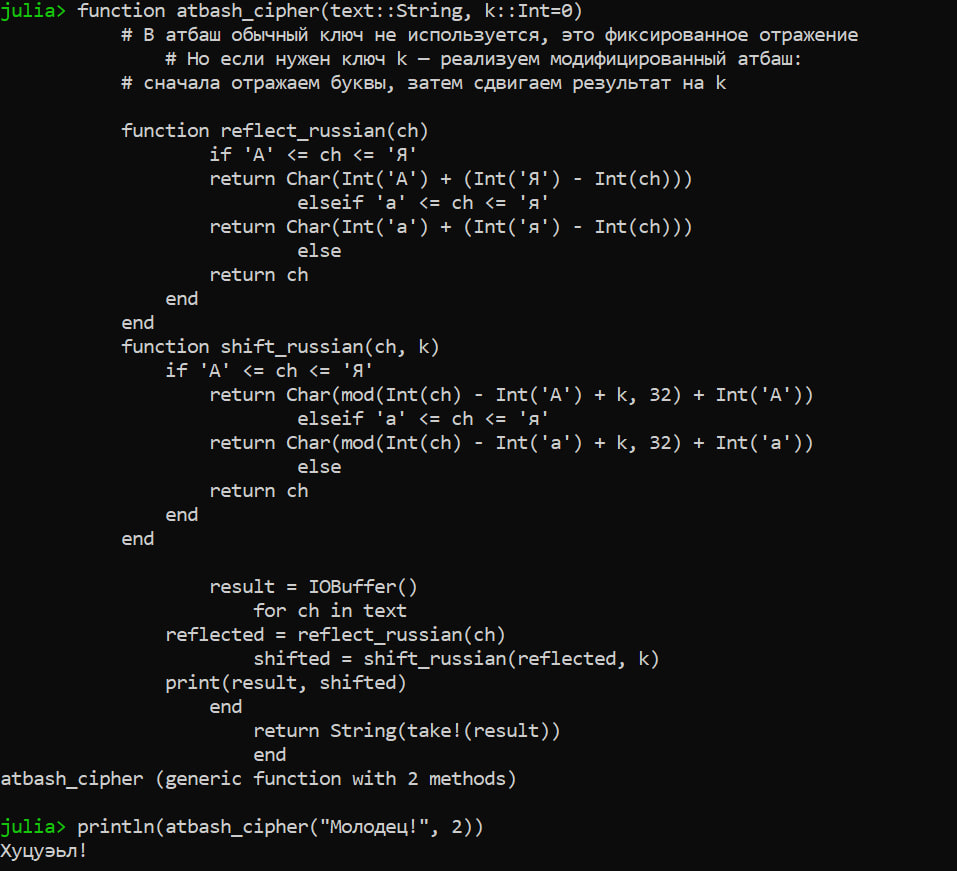 julia> function atbash_cipher(text::String, k::Int=0)
# В атбаш обычный ключ не используется, это фиксированное отражение
# Но если нужен ключ k — реализуем модифицированный атбаш:
# сначала отражаем буквы, затем сдвигаем результат на k
function reflect_russian(ch)
if 'А' <= ch <= 'Я'
return Char(Int('А') + (Int('Я') - Int(ch)))
elseif 'а' <= ch <= 'я'
return Char(Int('а') + (Int('я') - Int(ch)))
else
return ch
end
end
function shift_russian(ch, k)
if 'А' <= ch <= 'Я'
return Char(mod(Int(ch) - Int('А') + k, 32) + Int('А'))
elseif 'а' <= ch <= 'я'
return Char(mod(Int(ch) - Int('а') + k, 32) + Int('а'))
else
return ch
end
end
result = IOBuffer()
for ch in text
reflected = reflect_russian(ch)
shifted = shift_russian(reflected, k)
print(result, shifted)
end
return String(take!(result))
end
atbash_cipher (generic function with 2 methods)
julia> println(atbash_cipher("Молодец!", 2))
Хуцуэьл!